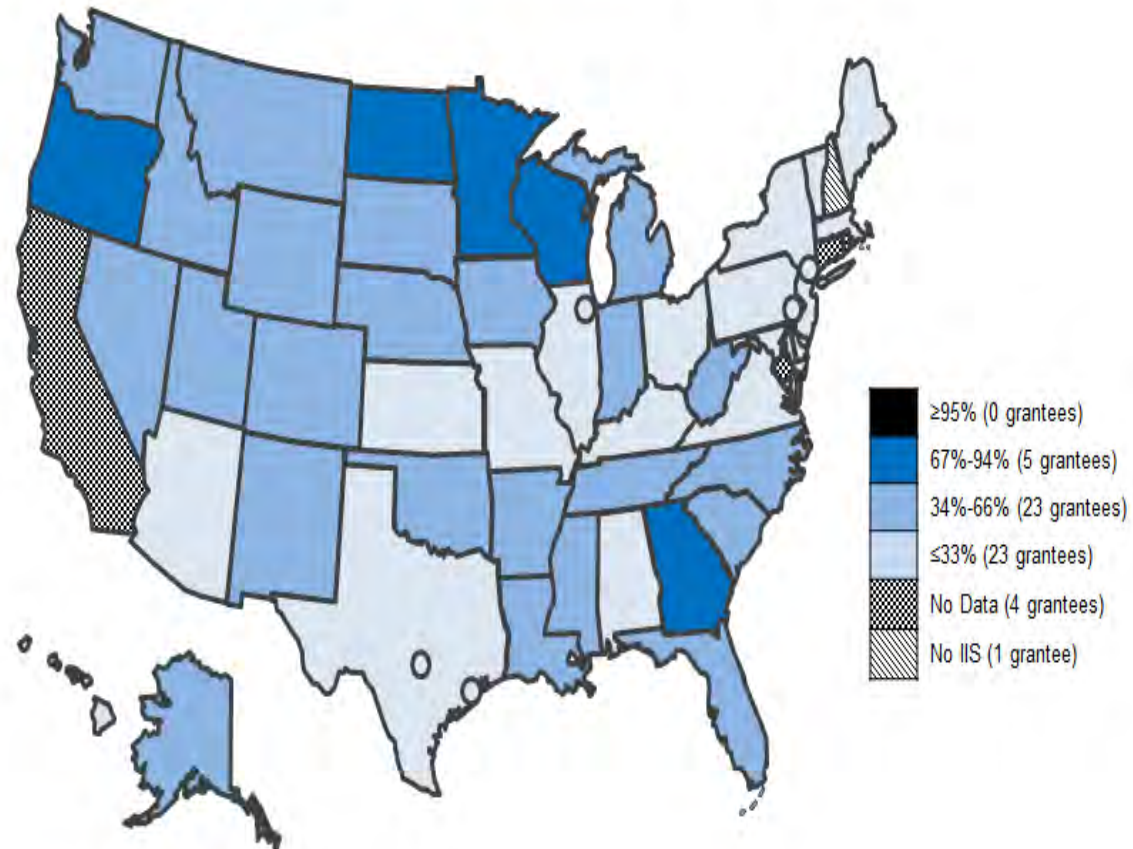 ≥95% (0 grantees)
67%-94% (5 grantees)
34%-66% (23 grantees)
≤33% (23 grantees)
No Data (4 grantees)
No IIS (1 grantee)